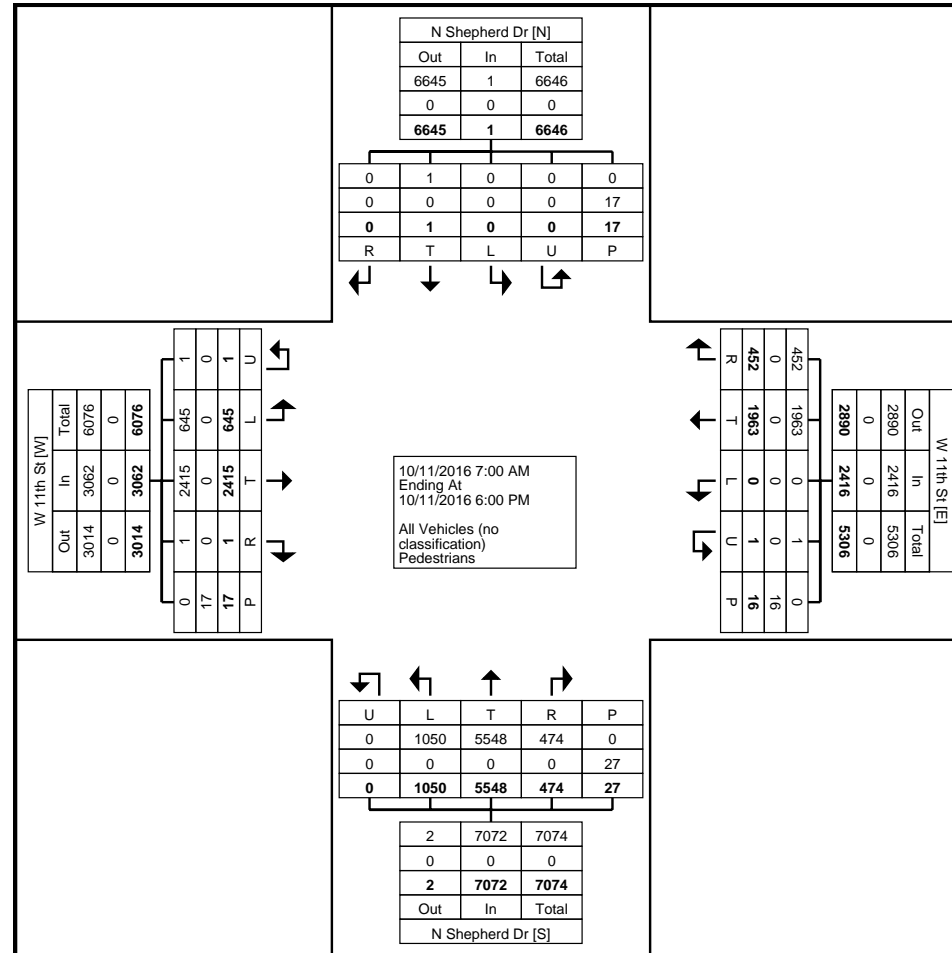 N Shepherd Dr [N]
Out In Total
6645 1 6646
0 0 0
6645 1 6646
0 1 0 0 0
0 0 0 0 17
0 1 0 0 17
R T L U P
W 11th St [W]
Total 6076 0 6076
In 3062 0 3062
Out 3014 0 3014
1 0 1 U
645 0 645 L
2415 0 2415 T
1 0 1 R
0 17 17 P
10/11/2016 7:00 AM
Ending At
10/11/2016 6:00 PM
All Vehicles (no
classification)
Pedestrians
R 452 0 452
T 1963 0 1963
L 0 0 0
U 1 0 1
P 16 16 0
W 11th St [E]
2890 0 2890 Out
2416 0 2416 In
5306 0 5306 Total
U L T R P
0 1050 5548 474 0
0 0 0 0 27
0 1050 5548 474 27
2 7072 7074
0 0 0
2 7072 7074
Out In Total
N Shepherd Dr [S]